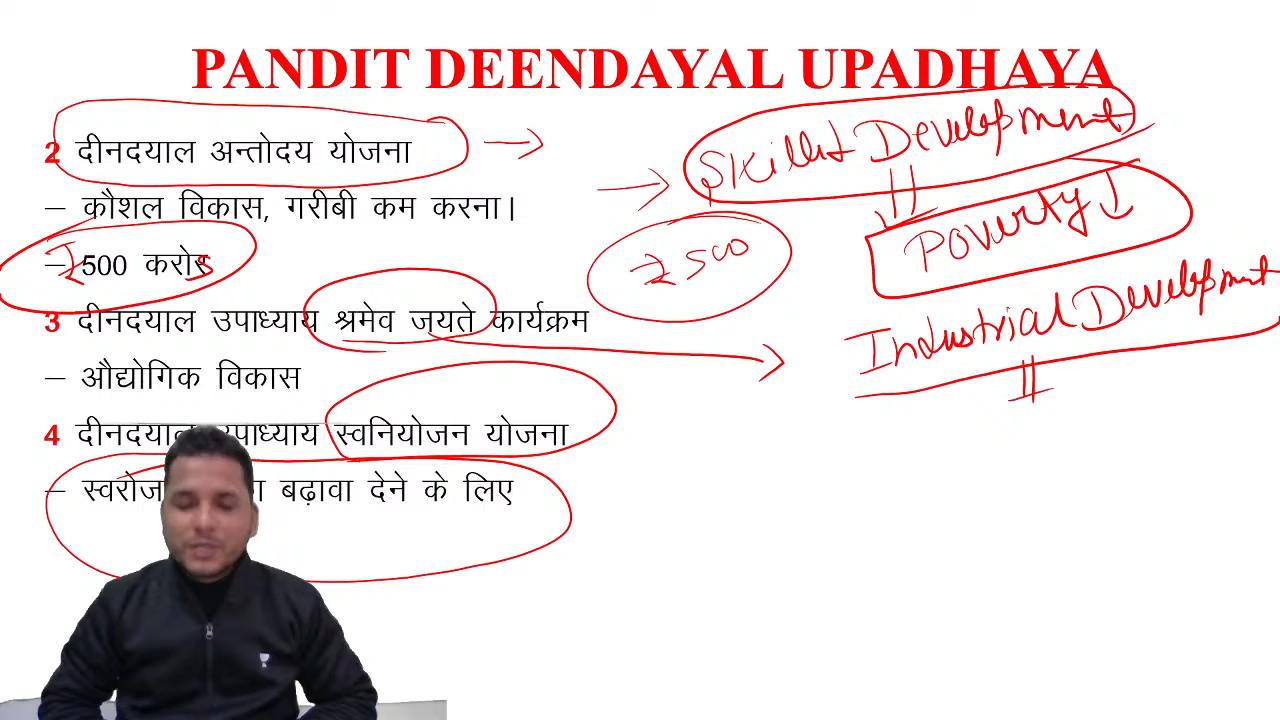 PANDIT DEENDAYAL UPADHAYA
2 दीनदयाल अन्तोदय योजना
– कौशल विकास, गरीबी कम करना।
– 500 करोर
3 दीनदयाल उपाध्याय श्रमेव जयते कार्यक्रम
– औद्योगिक विकास
4 दीनदयाल उपाध्याय स्वनियोजन योजना
– स्वरोज बढ़ावा देने के लिए
Development
Poverty ↓
₹ 500
Industrial Development